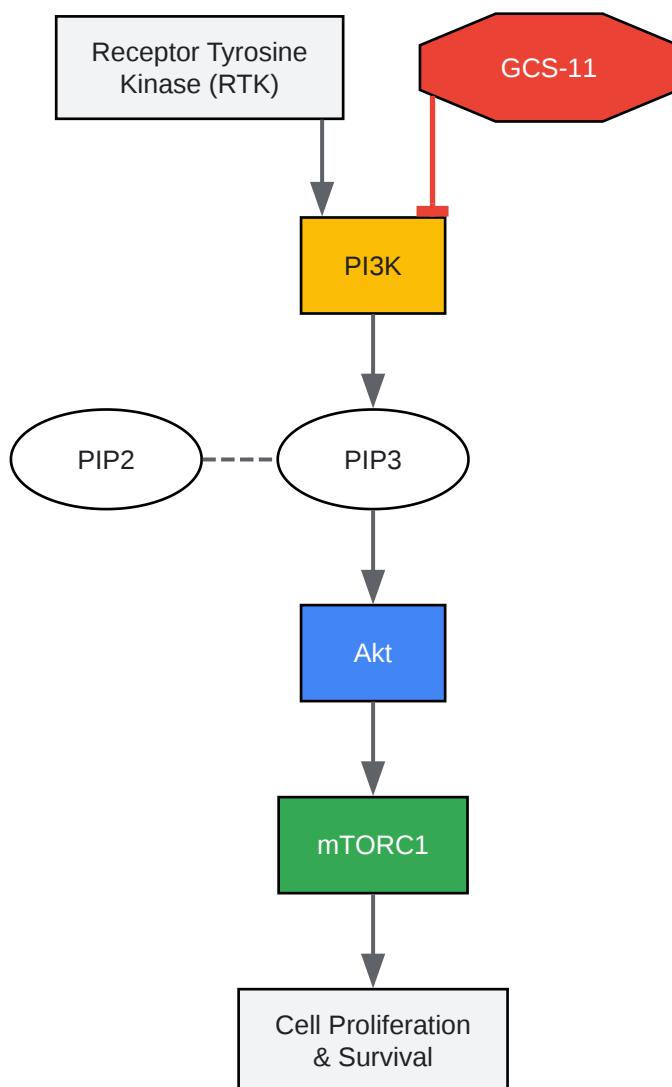 Receptor Tyrosine
Kinase (RTK)
GCS-11
PI3K
PIP2
PIP3
Akt
mTORC1
Cell Proliferation
& Survival